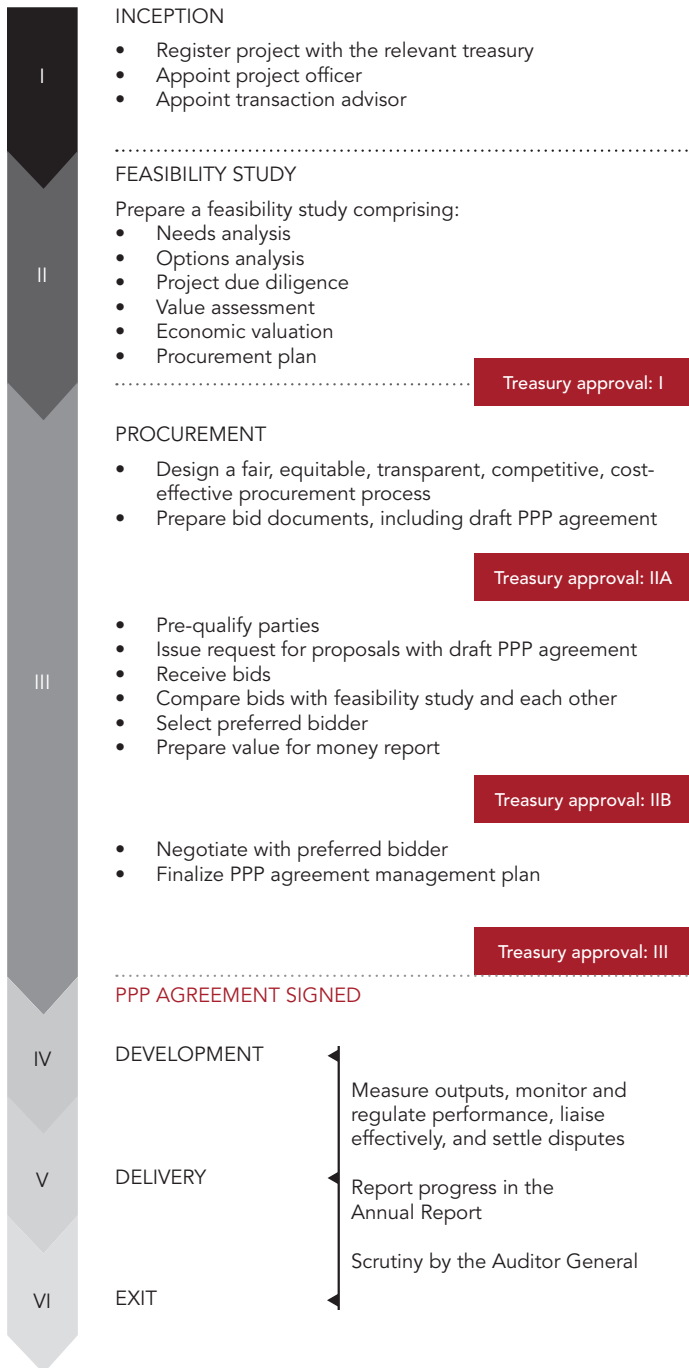 INCEPTION
I
• Register project with the relevant treasury
• Appoint project officer
• Appoint transaction advisor
FEASIBILITY STUDY
Prepare a feasibility study comprising:
• Needs analysis
• Options analysis
II
• Project due diligence
• Value assessment
• Economic valuation
• Procurement plan
Treasury approval: I
PROCUREMENT
• Design a fair, equitable, transparent, competitive, cost-
effective procurement process
• Prepare bid documents, including draft PPP agreement
Treasury approval: IIA
• Pre-qualify parties
• Issue request for proposals with draft PPP agreement
III
• Receive bids
• Compare bids with feasibility study and each other
• Select preferred bidder
• Prepare value for money report
Treasury approval: IIB
• Negotiate with preferred bidder
• Finalize PPP agreement management plan
Treasury approval: III
PPP AGREEMENT SIGNED
IV
DEVELOPMENT
Measure outputs, monitor and
regulate performance, liaise
effectively, and settle disputes
V
DELIVERY
Report progress in the
Annual Report
Scrutiny by the Auditor General
VI
EXIT